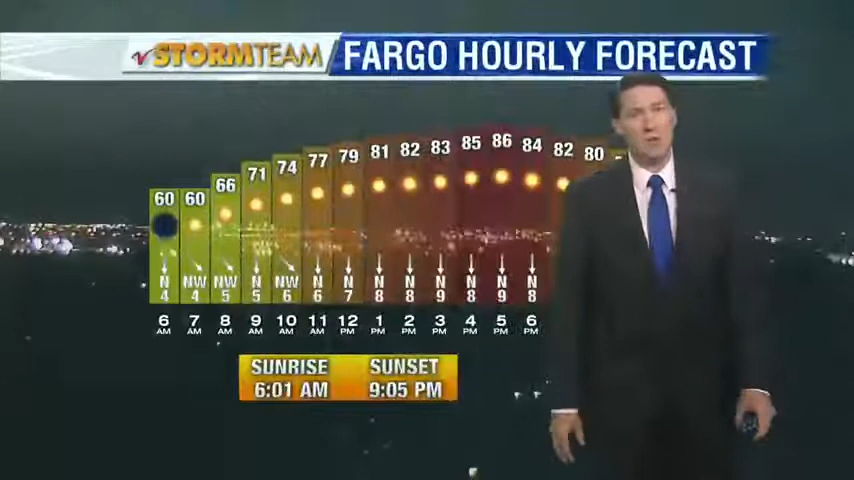 STORMTEAM FARGO HOURLY FORECAST
60 60 66 71 74 77 79 81 82 83 85 86 84 82 80
N NW NW N NW N N N N N N N N
4 4 5 5 6 6 7 8 8 9 8 9 8
6 7 8 9 10 11 12 1 2 3 4 5 6
AM AM AM AM AM AM PM PM PM PM PM PM PM
SUNRISE SUNSET
6:01 AM 9:05 PM